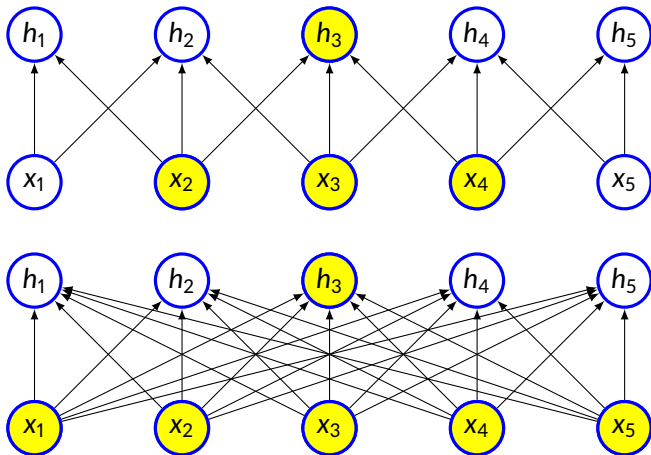 h₁ h₂ h₃ h₄ h₅
x₁ x₂ x₃ x₄ x₅
h₁ h₂ h₃ h₄ h₅
x₁ x₂ x₃ x₄ x₅